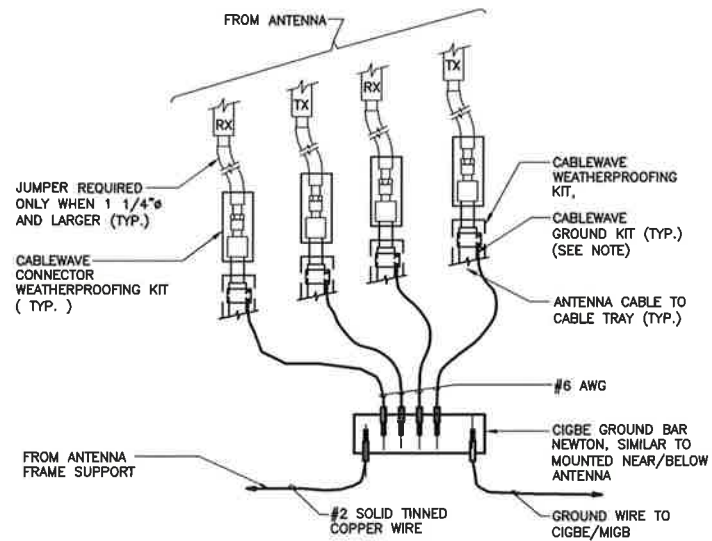 FROM ANTENNA
RX
TX
RX
TX
JUMPER REQUIRED
ONLY WHEN 1 1/4"ø
AND LARGER (TYP.)
CABLEWAVE
CONNECTOR
WEATHERPROOFING KIT
( TYP. )
CABLEWAVE
WEATHERPROOFING
KIT,
CABLEWAVE
GROUND KIT (TYP.)
(SEE NOTE)
ANTENNA CABLE TO
CABLE TRAY (TYP.)
#6 AWG
CIGBE GROUND BAR
NEWTON, SIMILAR TO
MOUNTED NEAR/BELOW
ANTENNA
FROM ANTENNA
FRAME SUPPORT
#2 SOLID TINNED
COPPER WIRE
GROUND WIRE TO
CIGBE/MIGB